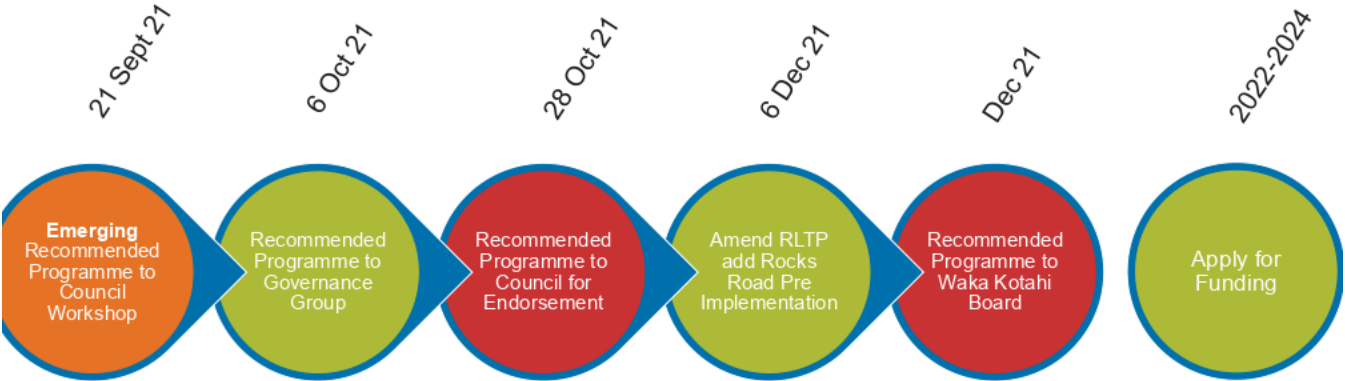 21 Sept 21
6 Oct 21
28 Oct 21
6 Dec 21
Dec 21
2022-2024
Emerging
Recommended
Programme to
Council
Workshop
Recommended
Programme to
Governance
Group
Recommended
Programme to
Council for
Endorsement
Amend RLTP
add Rocks
Road Pre
Implementation
Recommended
Programme to
Waka Kotahi
Board
Apply for
Funding